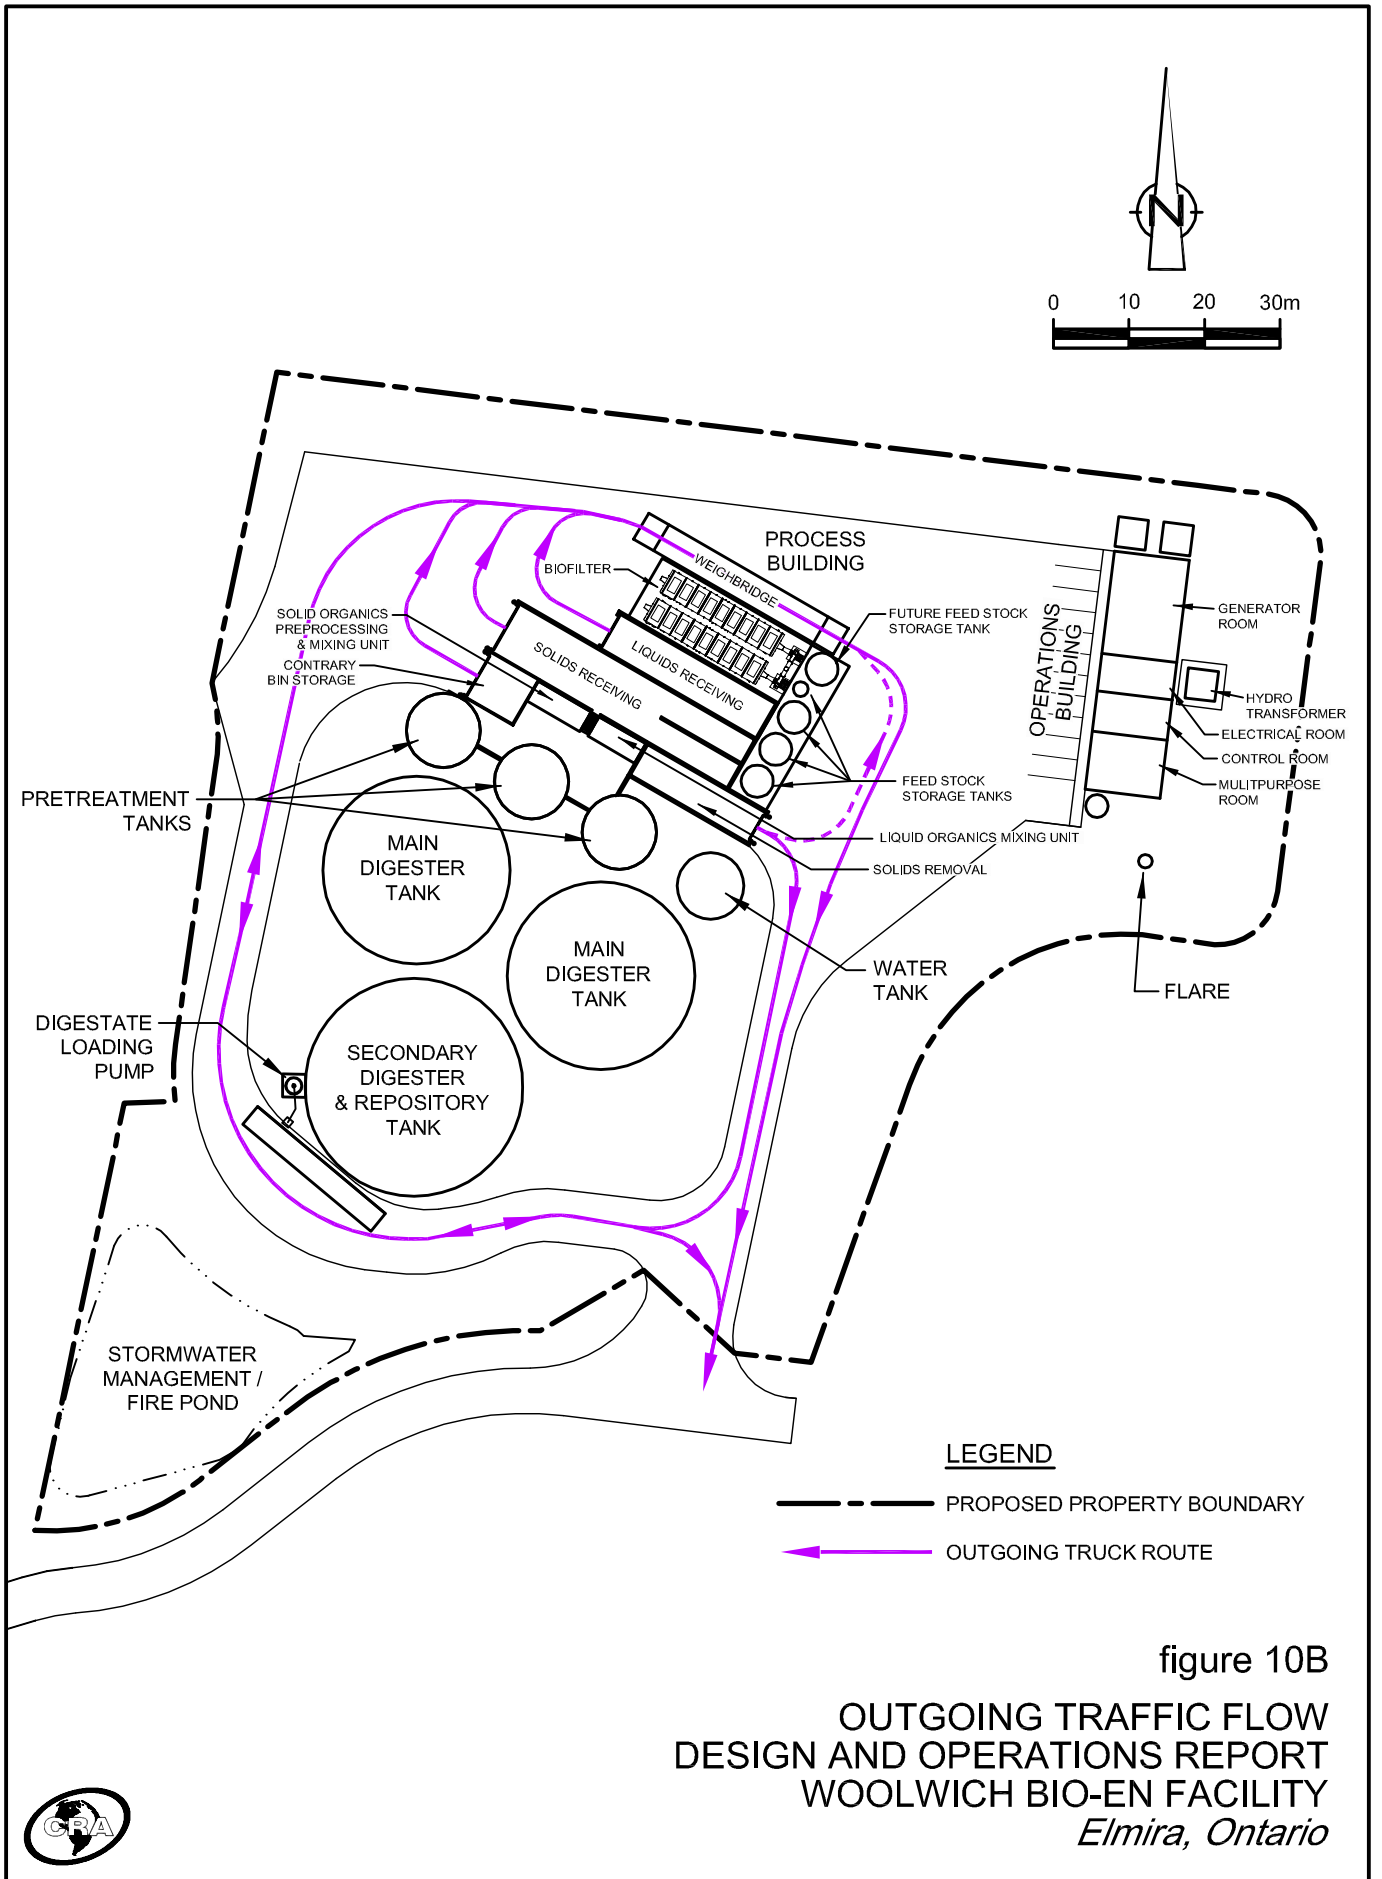 N
0 10 20 30m
PROCESS
BUILDING
WEIGHBRIDGE
BIOFILTER
SOLID ORGANICS
PREPROCESSING
& MIXING UNIT
CONTRARY
BIN STORAGE
SOLIDS RECEIVING
LIQUIDS RECEIVING
FUTURE FEED STOCK
STORAGE TANK
OPERATIONS
BUILDING
GENERATOR
ROOM
HYDRO
TRANSFORMER
ELECTRICAL ROOM
CONTROL ROOM
MULITPURPOSE
ROOM
FEED STOCK
STORAGE TANKS
LIQUID ORGANICS MIXING UNIT
SOLIDS REMOVAL
PRETREATMENT
TANKS
MAIN
DIGESTER
TANK
MAIN
DIGESTER
TANK
WATER
TANK
FLARE
DIGESTATE
LOADING
PUMP
SECONDARY
DIGESTER
& REPOSITORY
TANK
STORMWATER
MANAGEMENT /
FIRE POND
LEGEND
PROPOSED PROPERTY BOUNDARY
OUTGOING TRUCK ROUTE
figure 10B
OUTGOING TRAFFIC FLOW
DESIGN AND OPERATIONS REPORT
WOOLWICH BIO-EN FACILITY
Elmira, Ontario
CRA